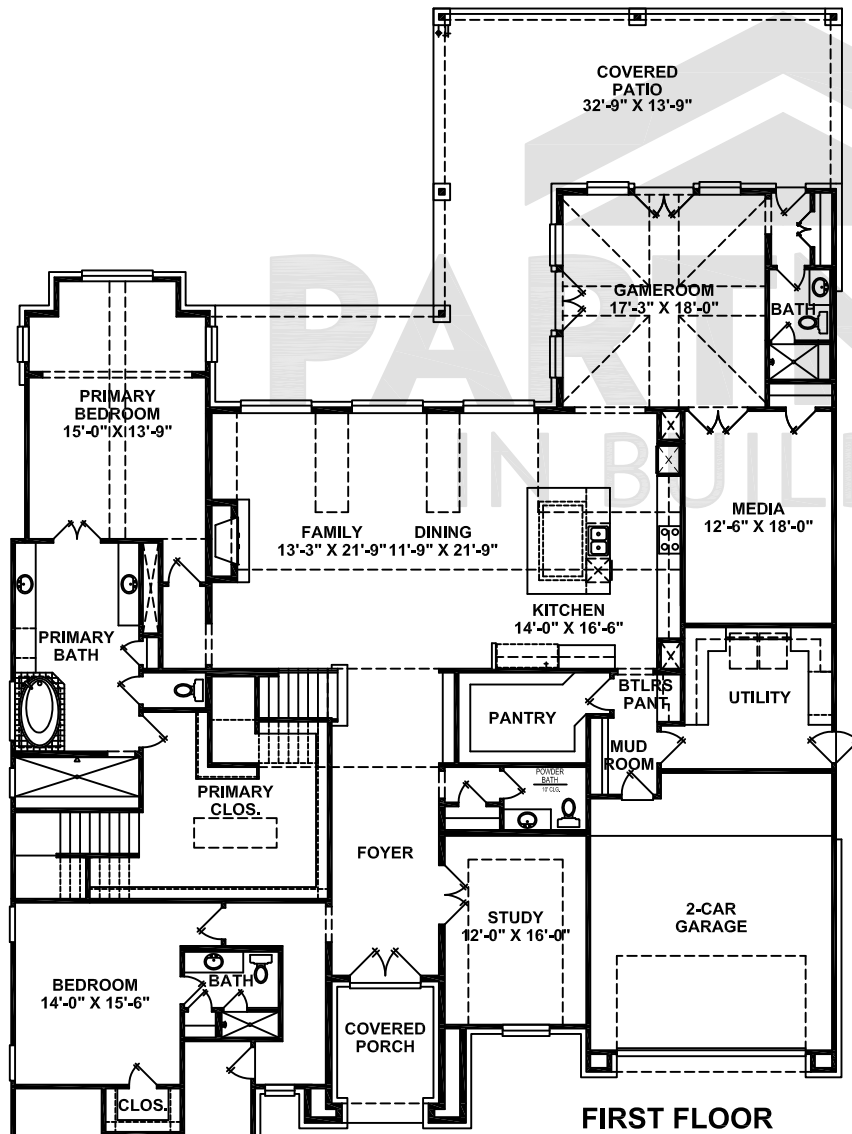 COVERED
PATIO
32'-9" X 13'-9"
GAMEROOM
17'-3" X 18'-0"
BATH
PARTN
IN BUIL
PRIMARY
BEDROOM
15'-0" X 13'-9"
MEDIA
12'-6" X 18'-0"
FAMILY
13'-3" X 21'-9"
DINING
11'-9" X 21'-9"
KITCHEN
14'-0" X 16'-6"
PRIMARY
BATH
BTLRS
PANT
UTILITY
PANTRY
MUD
ROOM
POWDER
BATH
10' CLG.
PRIMARY
CLOS.
FOYER
STUDY
12'-0" X 16'-0"
2-CAR
GARAGE
BEDROOM
14'-0" X 15'-6"
BATH
COVERED
PORCH
CLOS.
FIRST FLOOR